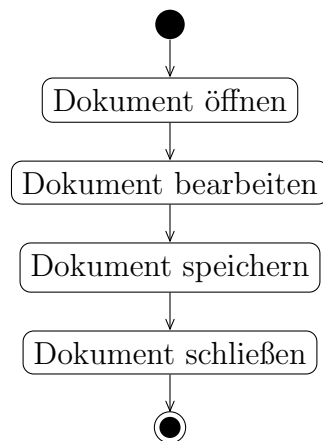 Dokument öffnen
Dokument bearbeiten
Dokument speichern
Dokument schließen